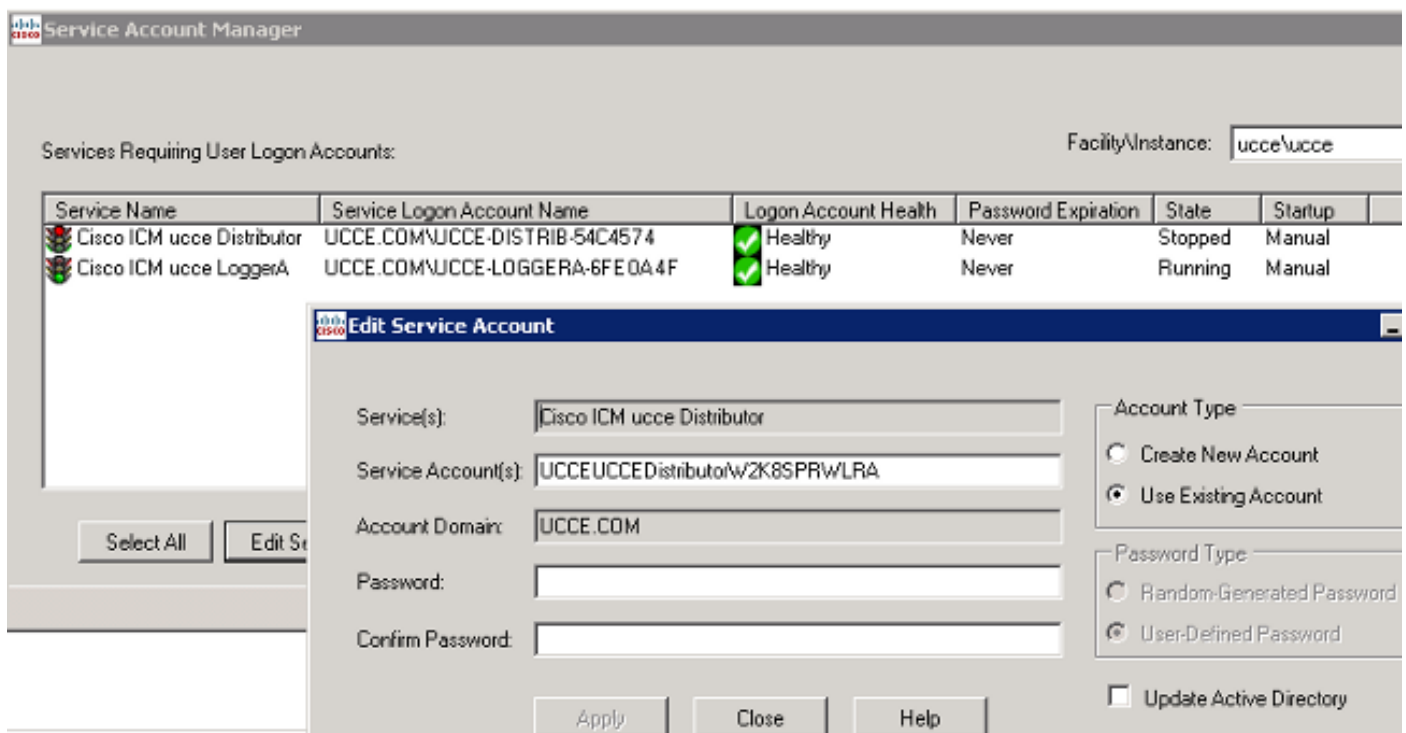 CISCO Service Account Manager
Services Requiring User Logon Accounts:
Facility\Instance: ucce\ucce
Service Name Service Logon Account Name Logon Account Health Password Expiration State Startup
Cisco ICM ucce Distributor UCCE.COM\UCCE-DISTRIB-54C4574 Healthy Never Stopped Manual
Cisco ICM ucce LoggerA UCCE.COM\UCCE-LOGGERA-6FE0A4F Healthy Never Running Manual
CISCO Edit Service Account
Service(s): Cisco ICM ucce Distributor
Service Account(s): UCCEUCCEDistributorW2K8SPRWLRA
Account Domain: UCCE.COM
Password:
Confirm Password:
Account Type
Create New Account
Use Existing Account
Select All Edit Se
Password Type
Random-Generated Password
User-Defined Password
Update Active Directory
Apply Close Help